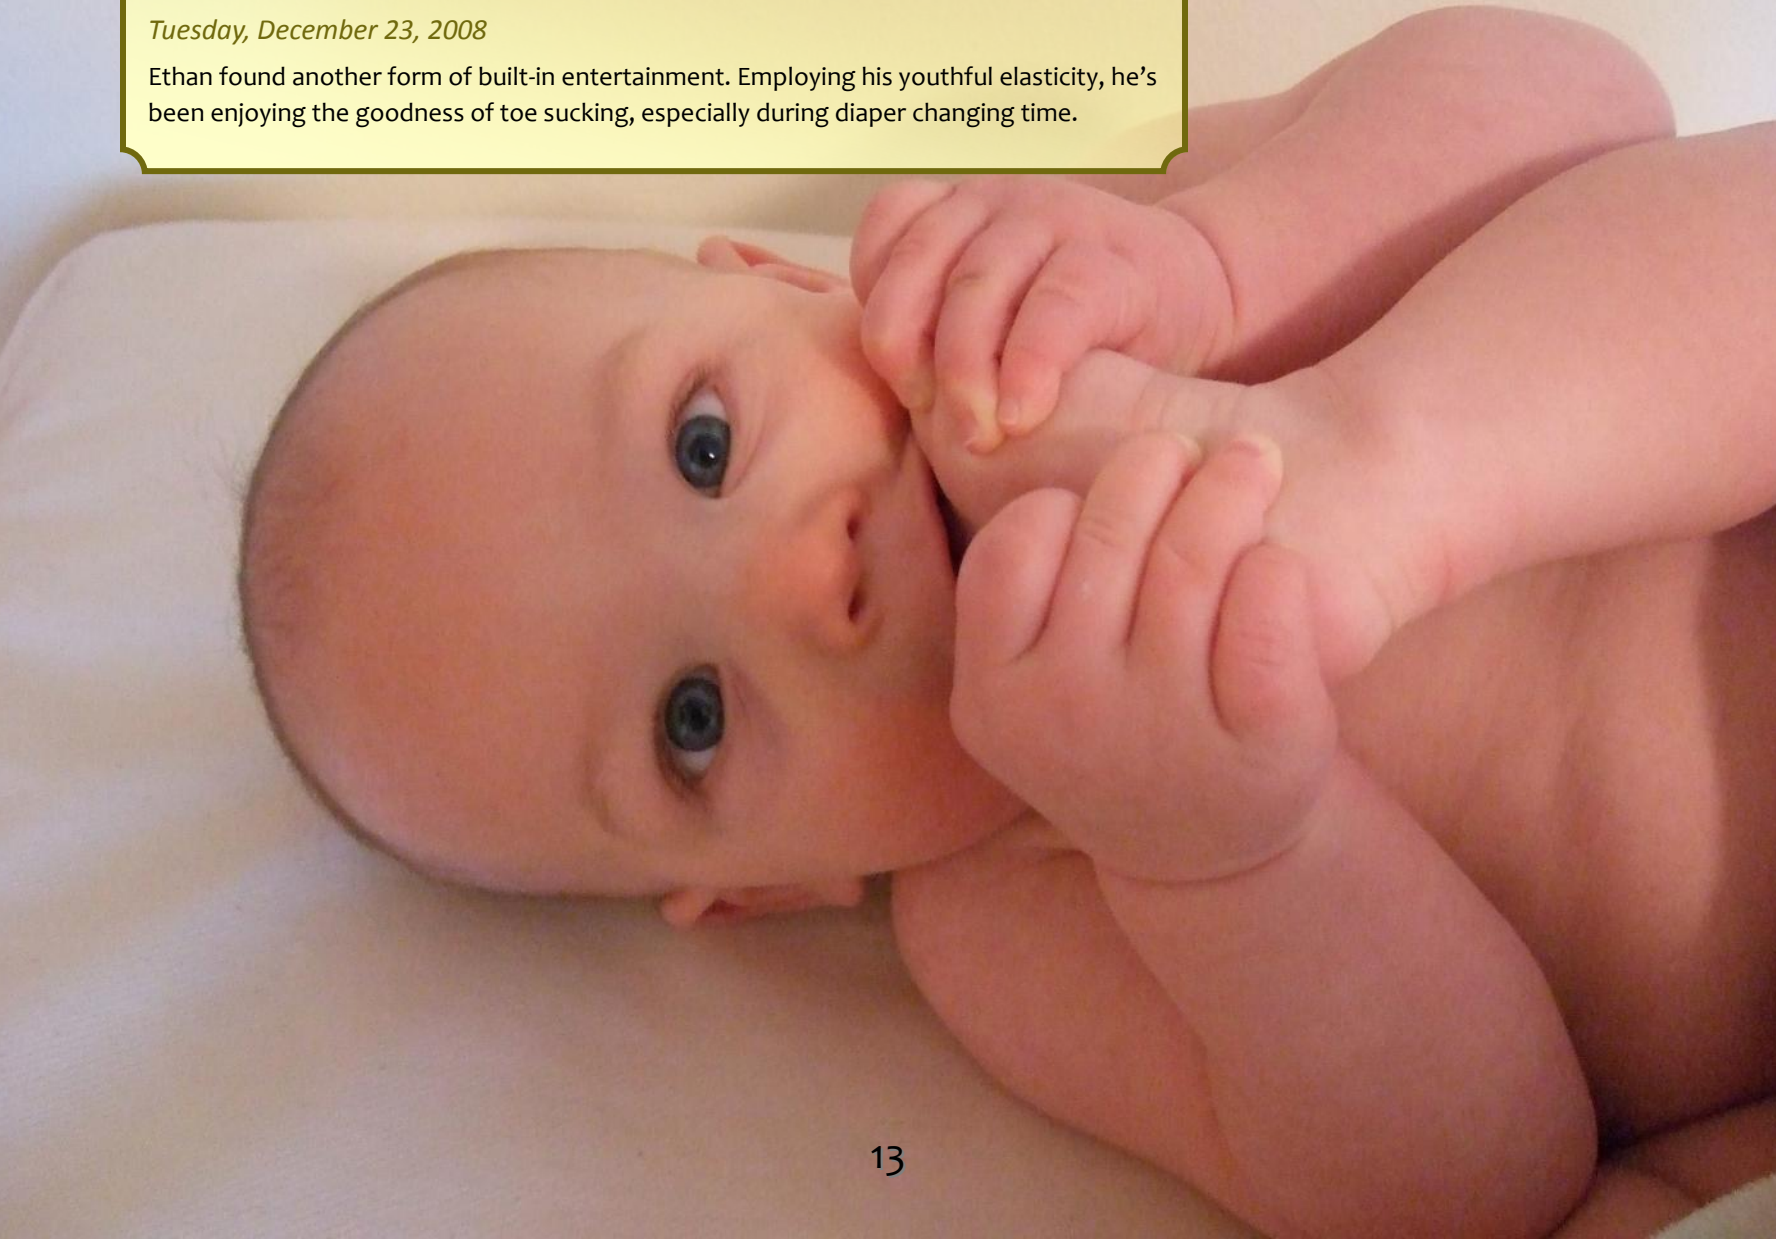 Tuesday, December 23, 2008
Ethan found another form of built-in entertainment. Employing his youthful elasticity, he’s
been enjoying the goodness of toe sucking, especially during diaper changing time.
13